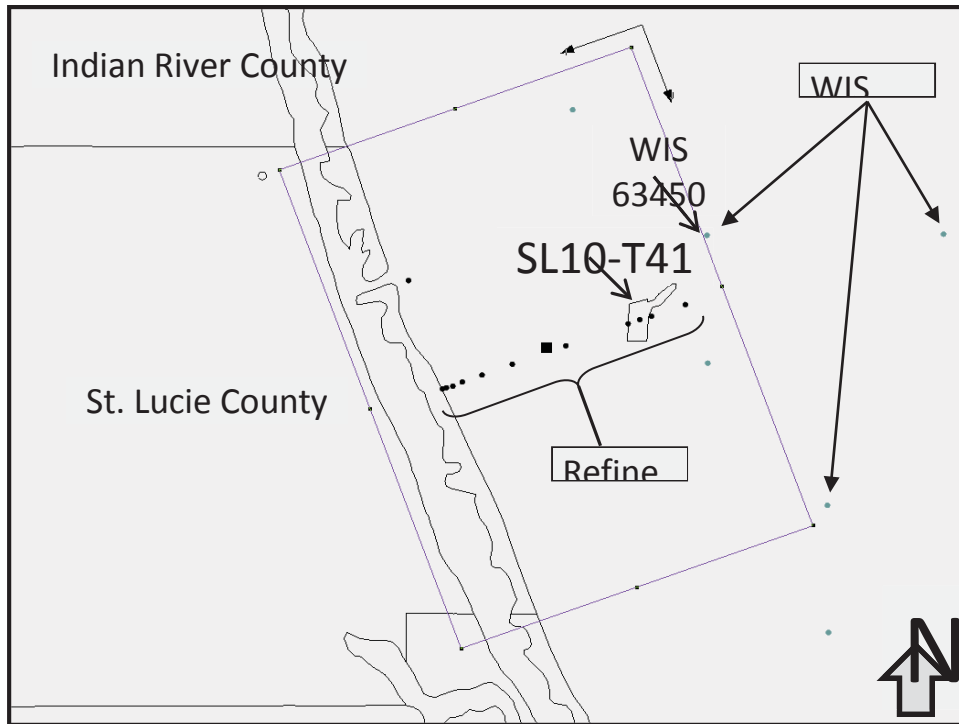 Indian River County
WIS
WIS
63450
SL10-T41
St. Lucie County
Refine
N